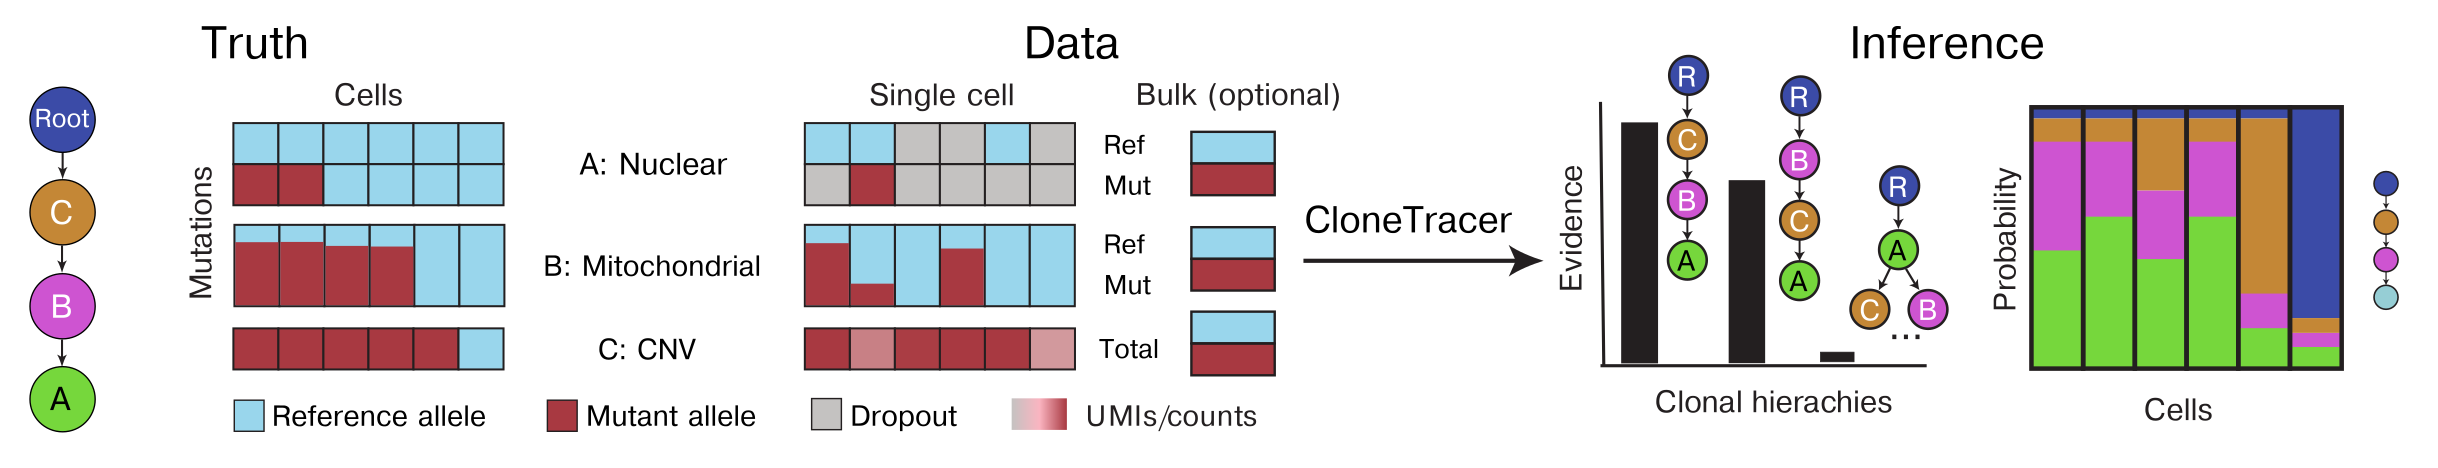 Truth
Data
Inference
Cells
Single cell
Bulk (optional)
Root
C
B
A
Mutations
A: Nuclear
B: Mitochondrial
C: CNV
Ref
Mut
Ref
Mut
Total
Reference allele
Mutant allele
Dropout
UMIs/counts
CloneTracer
Evidence
R
C
B
A
R
B
C
A
R
A
C
B
...
Clonal hierachies
Probability
Cells